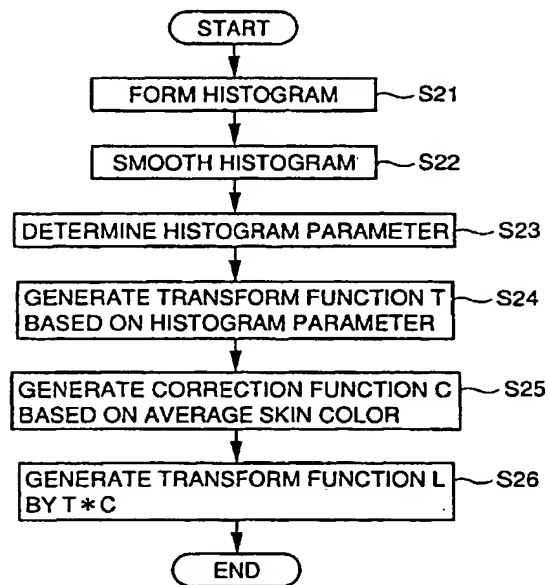 START
FORM HISTOGRAM S21
SMOOTH HISTOGRAM S22
DETERMINE HISTOGRAM PARAMETER S23
GENERATE TRANSFORM FUNCTION T S24
BASED ON HISTOGRAM PARAMETER
GENERATE CORRECTION FUNCTION C S25
BASED ON AVERAGE SKIN COLOR
GENERATE TRANSFORM FUNCTION L S26
BY T * C
END